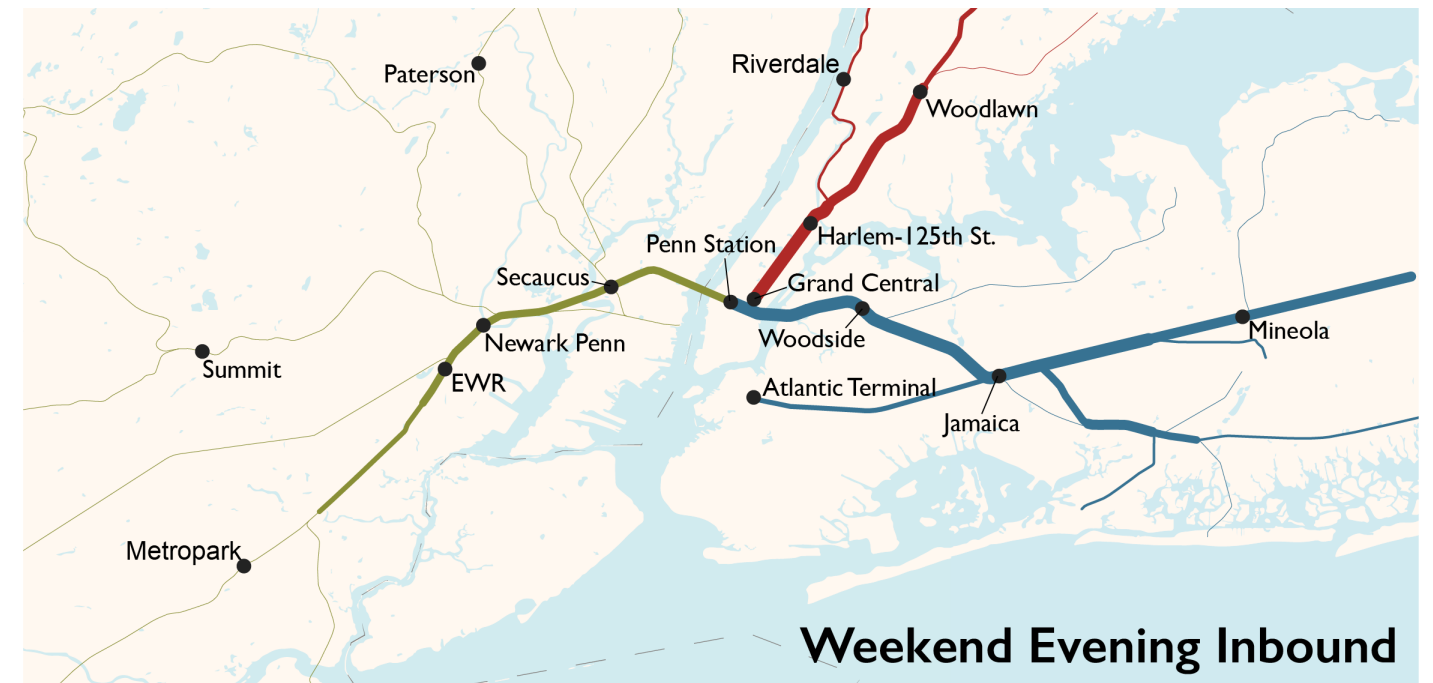 Paterson
Riverdale
Woodlawn
Harlem-125th St.
Penn Station
Secaucus
Grand Central
Woodside
Newark Penn
Mineola
Summit
EWR
Atlantic Terminal
Jamaica
Metropark
Weekend Evening Inbound